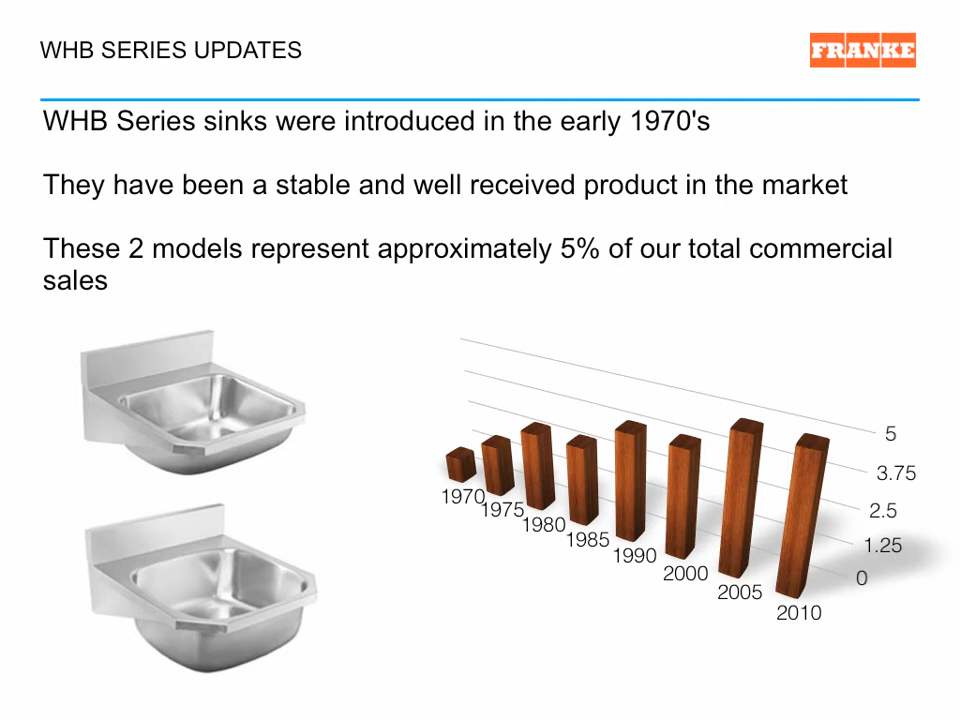 WHB SERIES UPDATES
FRANKE
WHB Series sinks were introduced in the early 1970's
They have been a stable and well received product in the market
These 2 models represent approximately 5% of our total commercial
sales
5
3.75
2.5
1.25
0
1970
1975
1980
1985
1990
2000
2005
2010